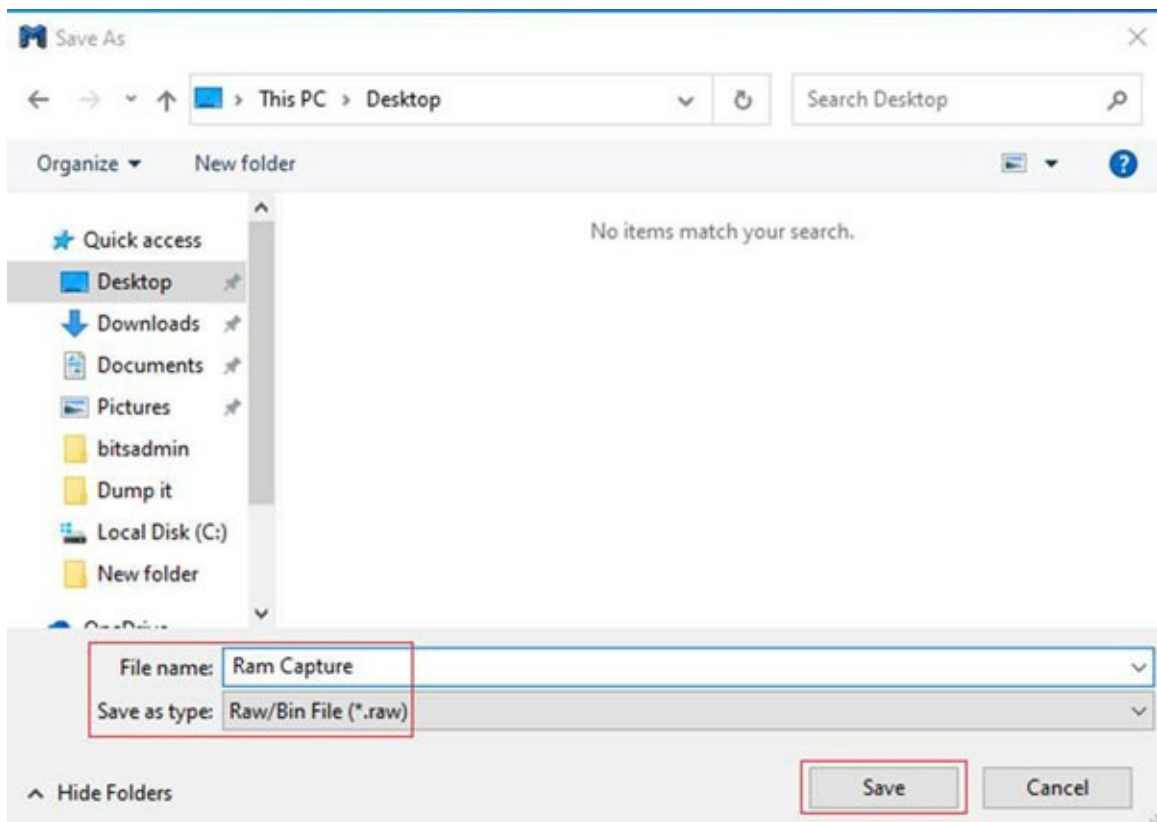 Save As
This PC > Desktop
Search Desktop
Organize
New folder
Quick access
Desktop
Downloads
Documents
Pictures
bitsadmin
Dump it
Local Disk (C:)
New folder
No items match your search.
File name: Ram Capture
Save as type: Raw/Bin File (*.raw)
Hide Folders
Save
Cancel